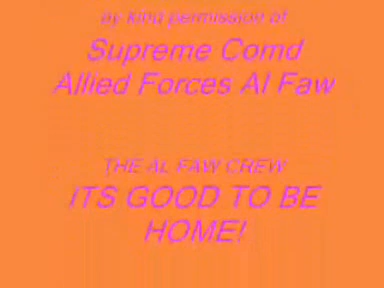 by kind permission of
Supreme Comd
Allied Forces Al Faw
THE AL FAW CREW
ITS GOOD TO BE
HOME!